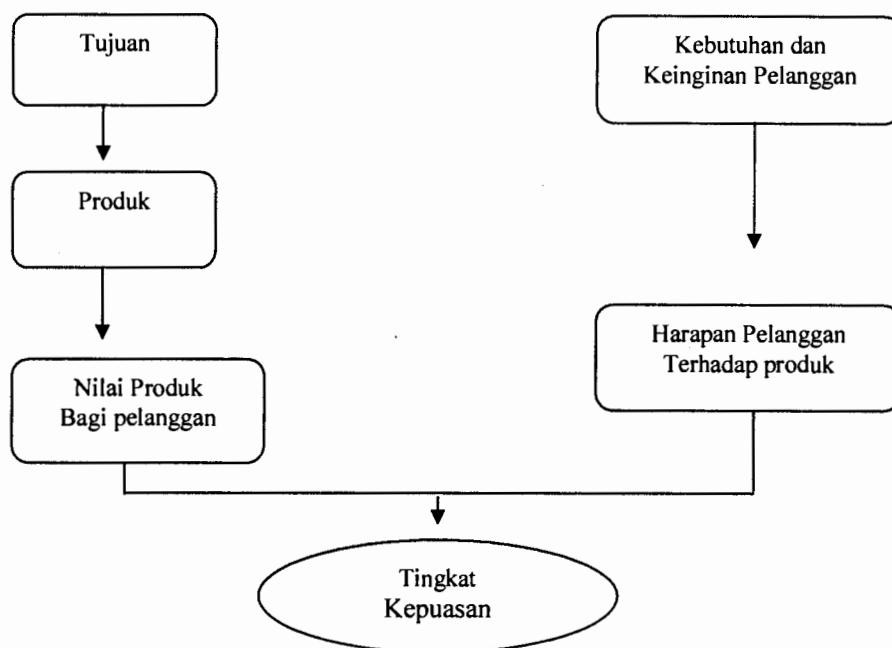 Tujuan
Kebutuhan dan
Keinginan Pelanggan
Produk
Harapan Pelanggan
Terhadap produk
Nilai Produk
Bagi pelanggan
Tingkat
Kepuasan